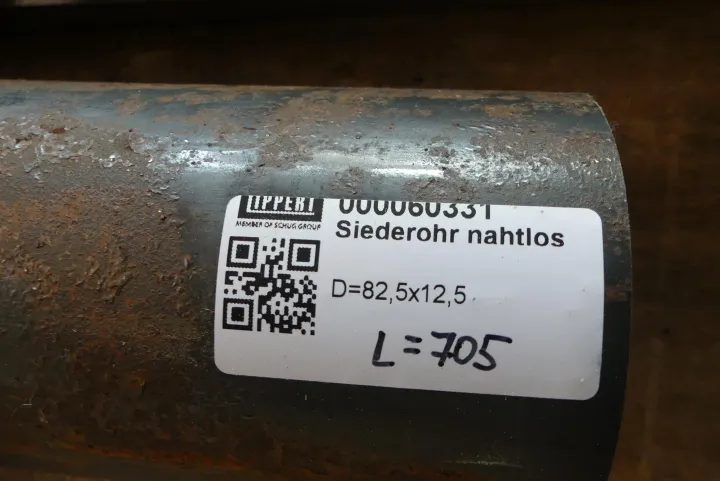 LIPPERT
MEMBER OF SCHUG GROUP
000060331
Siederohr nahtlos
D=82,5x12,5
L=705